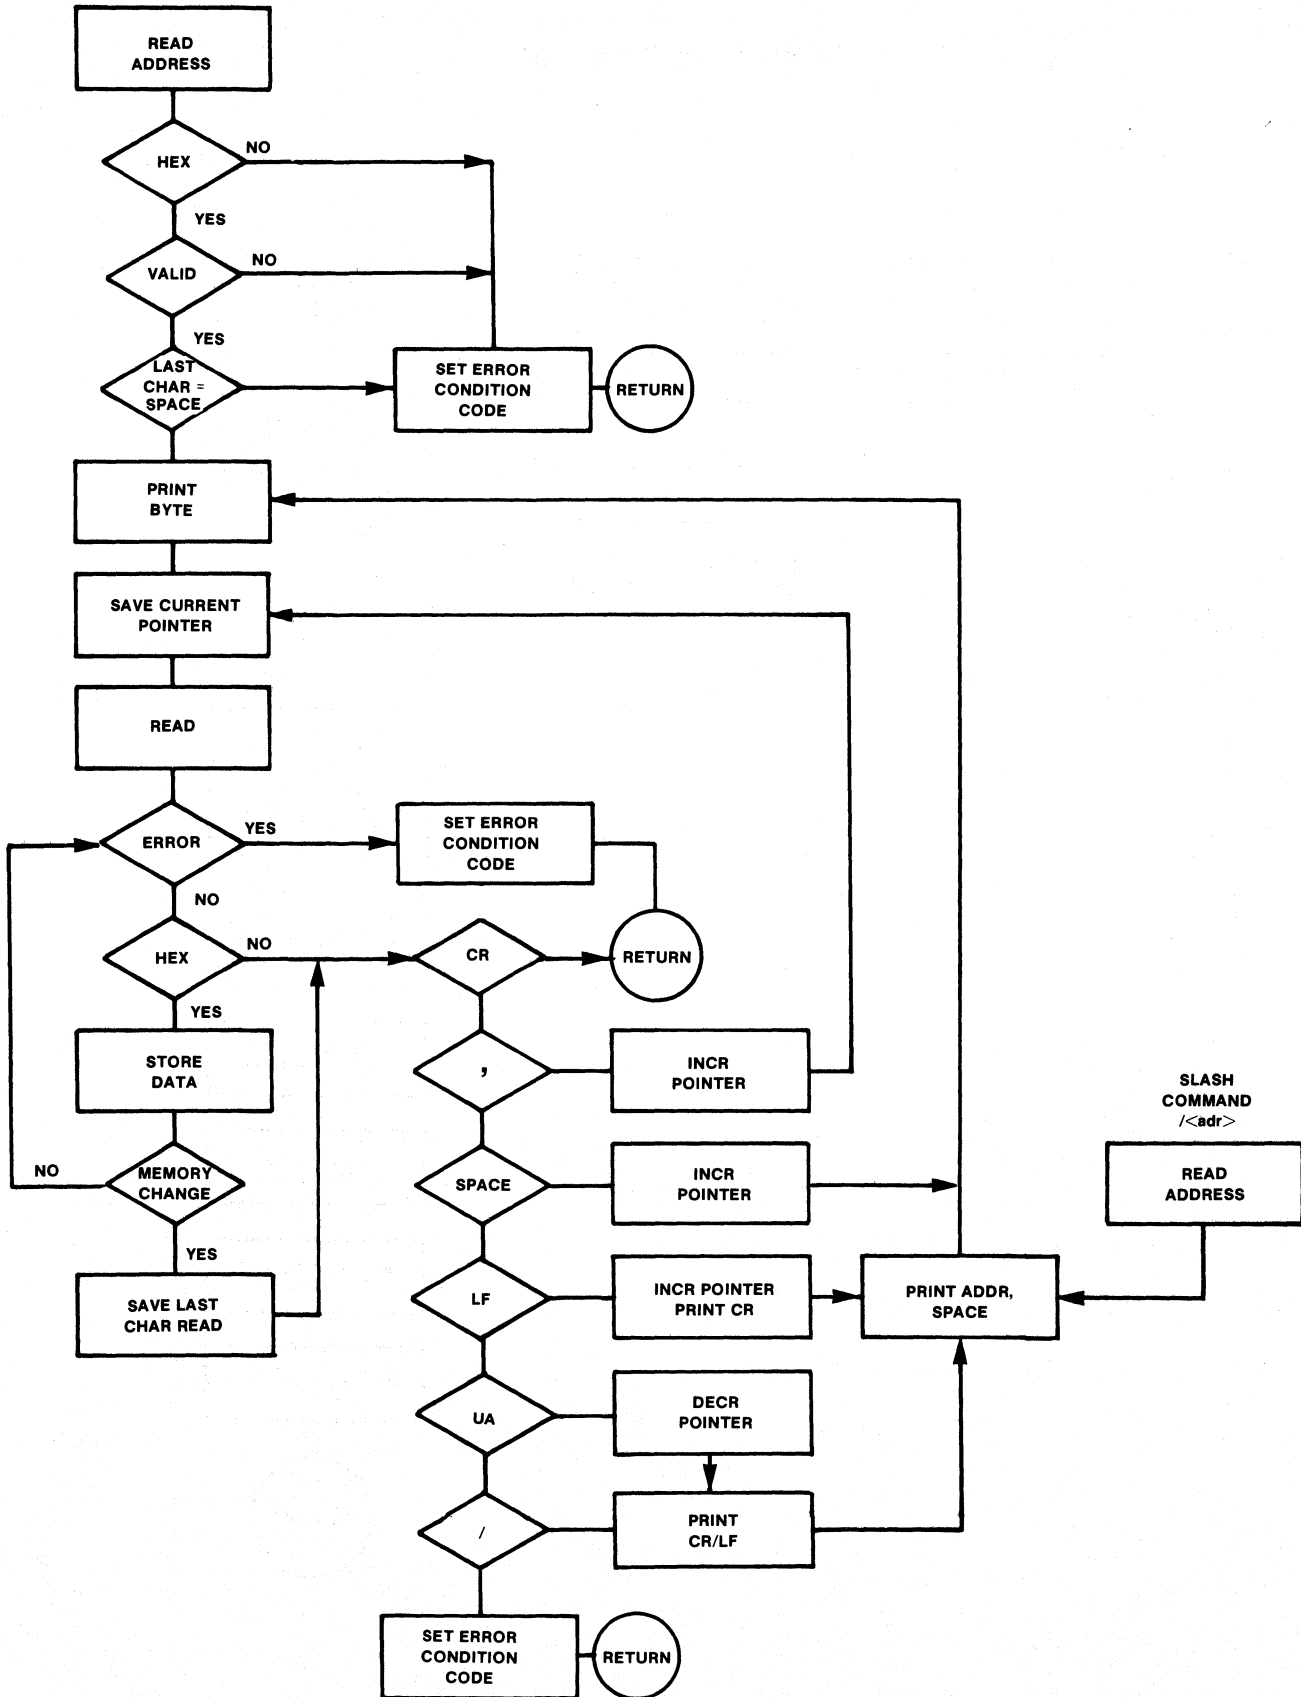 READ
ADDRESS
HEX
NO
YES
VALID
NO
YES
LAST
CHAR =
SPACE
SET ERROR
CONDITION
CODE
RETURN
PRINT
BYTE
SAVE CURRENT
POINTER
READ
ERROR
YES
SET ERROR
CONDITION
CODE
NO
HEX
NO
CR
RETURN
YES
STORE
DATA
,
INCR
POINTER
NO
MEMORY
CHANGE
SPACE
INCR
POINTER
SLASH
COMMAND
/<adr>
READ
ADDRESS
YES
SAVE LAST
CHAR READ
LF
INCR POINTER
PRINT CR
PRINT ADDR,
SPACE
UA
DECR
POINTER
/
PRINT
CR/LF
SET ERROR
CONDITION
CODE
RETURN